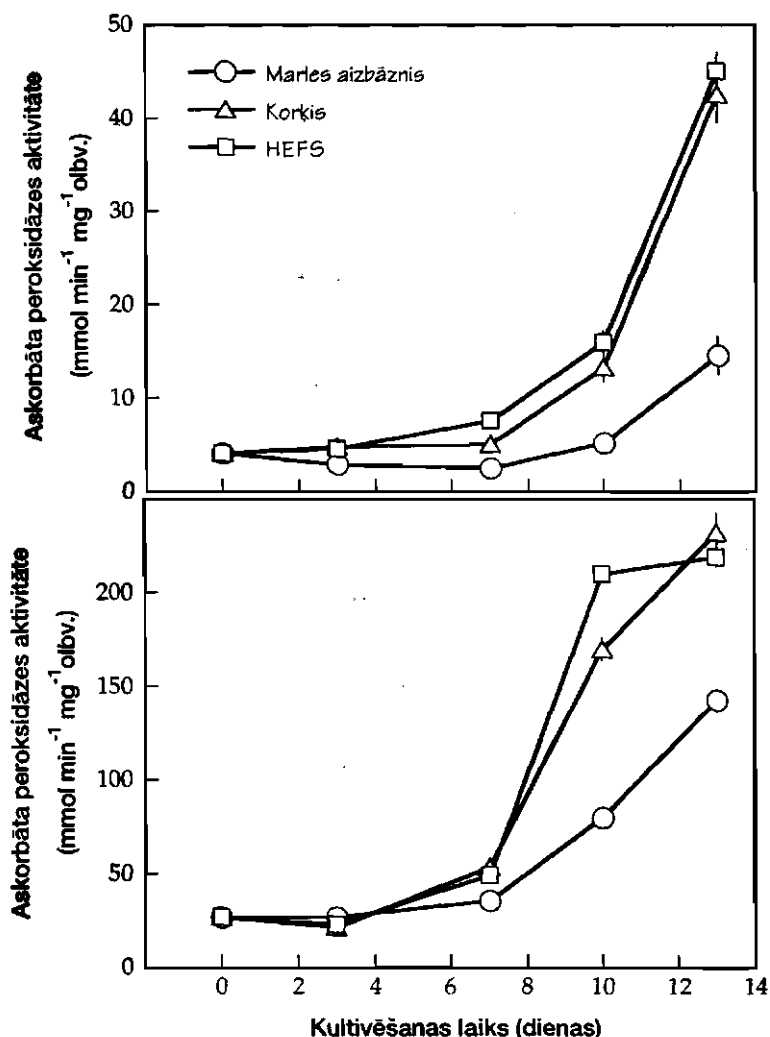 Askorbāta peroksidāzes aktivitāte
(mmol min⁻¹ mg⁻¹olbv.)
50
40
30
20
10
0
Marles aizbāznis
Korķis
HEFS
Askorbāta peroksidāzes aktivitāte
(mmol min⁻¹ mg⁻¹olbv.)
200
150
100
50
0
0 2 4 6 8 10 12 14
Kultivēšanas laiks (dienas)